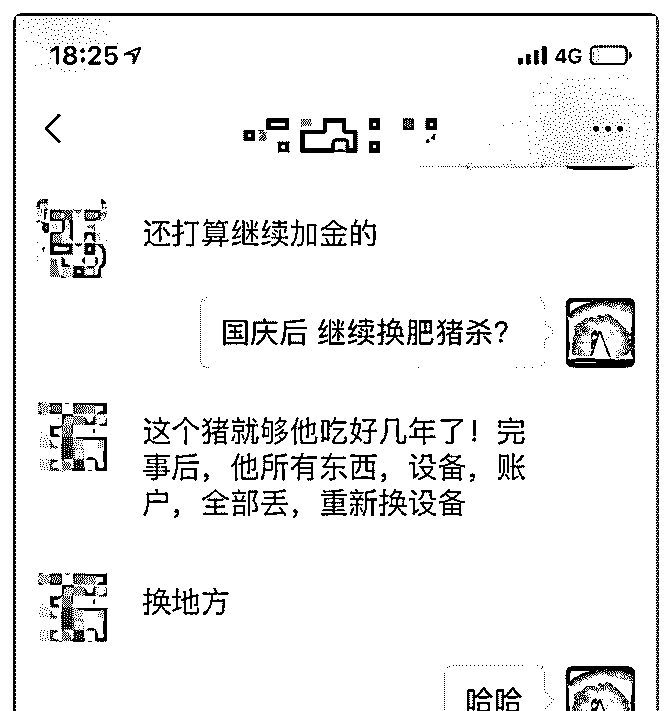 18:25
4G
还打算继续加金的
国庆后 继续换肥猪杀?
这个猪就够他吃好几年了！完
事后，他所有东西，设备，账
户，全部丢，重新换设备
换地方
哈哈